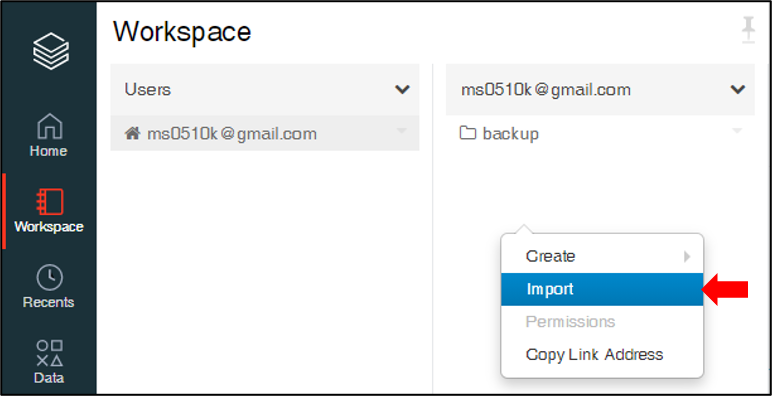 Workspace
Users
ms0510k@gmail.com
ms0510k@gmail.com
backup
Home
Workspace
Recents
Data
Create
Import
Permissions
Copy Link Address